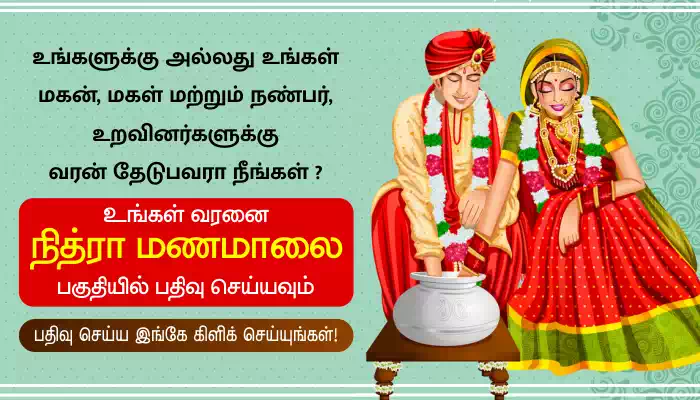 உங்களுக்கு அல்லது உங்கள்
மகன், மகள் மற்றும் நண்பர்,
உறவினர்களுக்கு
வரன் தேடுபவரா நீங்கள் ?
உங்கள் வரனை
நித்ரா மணமாலை
பகுதியில் பதிவு செய்யவும்
பதிவு செய்ய இங்கே கிளிக் செய்யுங்கள்!